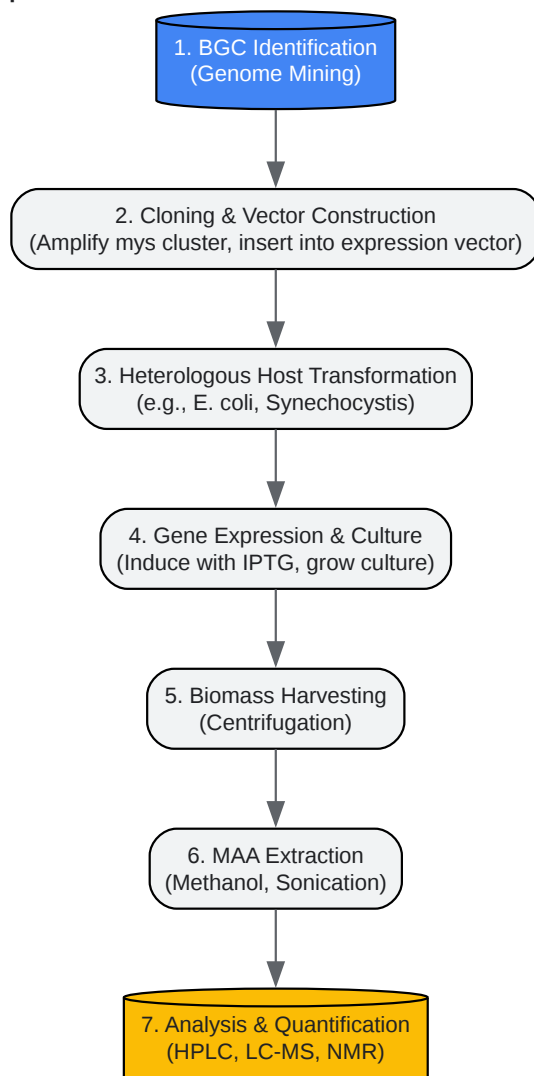 1. BGC Identification
(Genome Mining)
2. Cloning & Vector Construction
(Amplify mys cluster, insert into expression vector)
3. Heterologous Host Transformation
(e.g., E. coli, Synechocystis)
4. Gene Expression & Culture
(Induce with IPTG, grow culture)
5. Biomass Harvesting
(Centrifugation)
6. MAA Extraction
(Methanol, Sonication)
7. Analysis & Quantification
(HPLC, LC-MS, NMR)